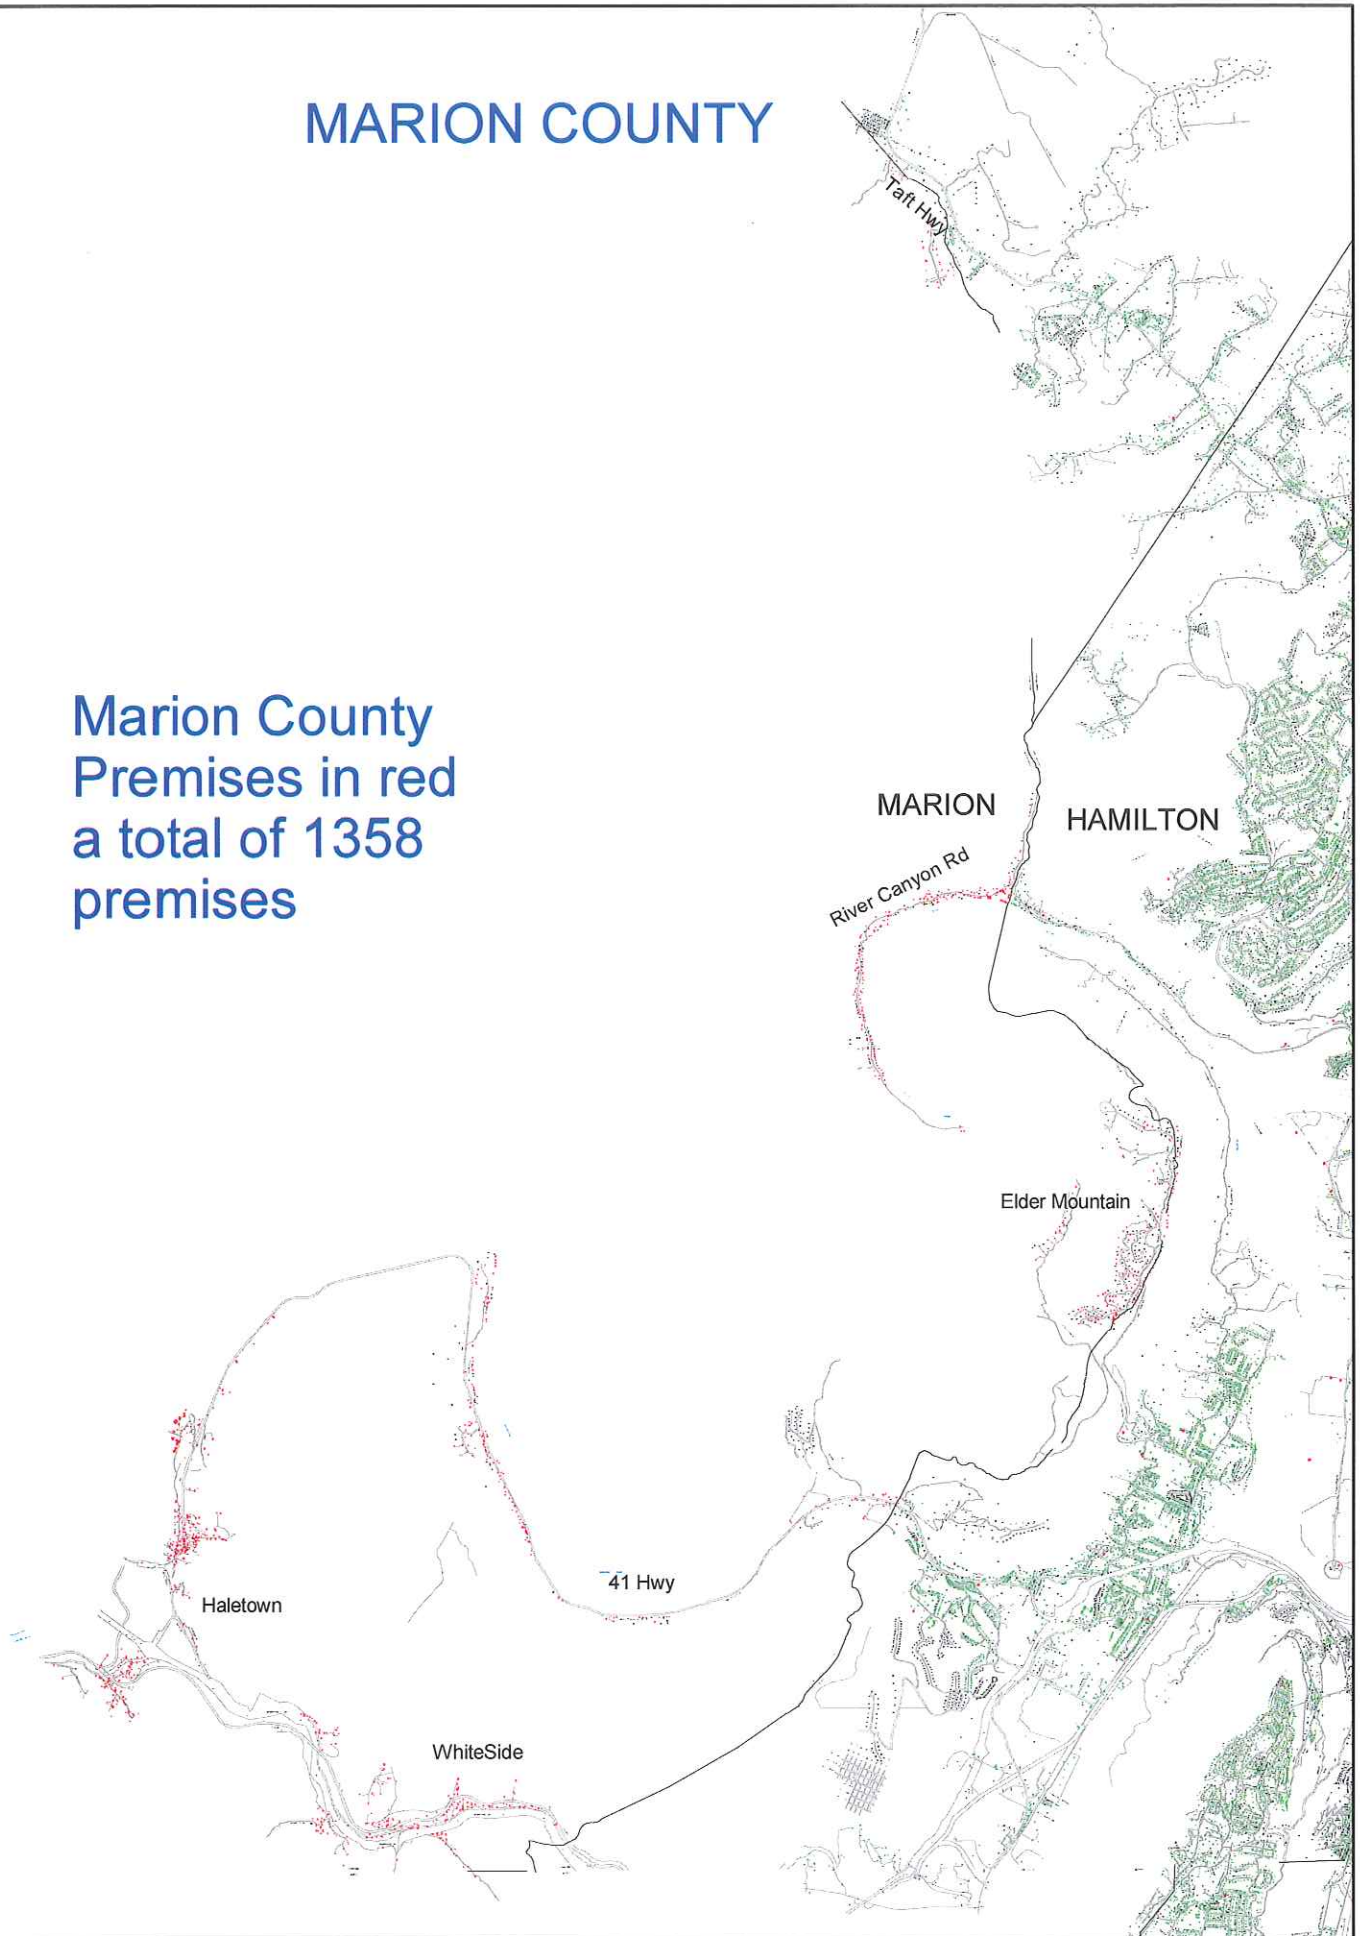 MARION COUNTY
Taft Hwy
Marion County
Premises in red
a total of 1358
premises
MARION
HAMILTON
River Canyon Rd
Elder Mountain
41 Hwy
Haletown
WhiteSide